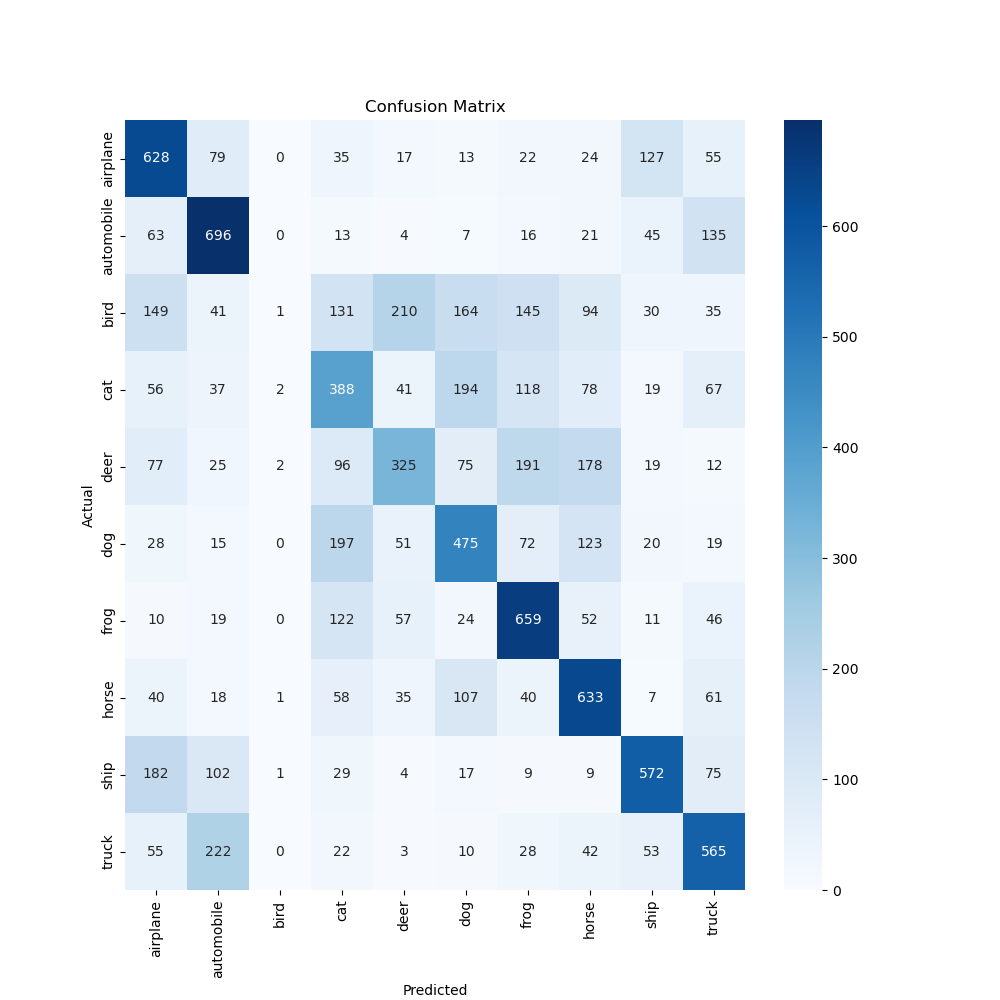 Confusion Matrix
airplane 628 79 0 35 17 13 22 24 127 55
automobile 63 696 0 13 4 7 16 21 45 135
bird 149 41 1 131 210 164 145 94 30 35
cat 56 37 2 388 41 194 118 78 19 67
deer 77 25 2 96 325 75 191 178 19 12
dog 28 15 0 197 51 475 72 123 20 19
frog 10 19 0 122 57 24 659 52 11 46
horse 40 18 1 58 35 107 40 633 7 61
ship 182 102 1 29 4 17 9 9 572 75
truck 55 222 0 22 3 10 28 42 53 565
airplane automobile bird cat deer dog frog horse ship truck
Actual
Predicted
600
500
400
300
200
100
0